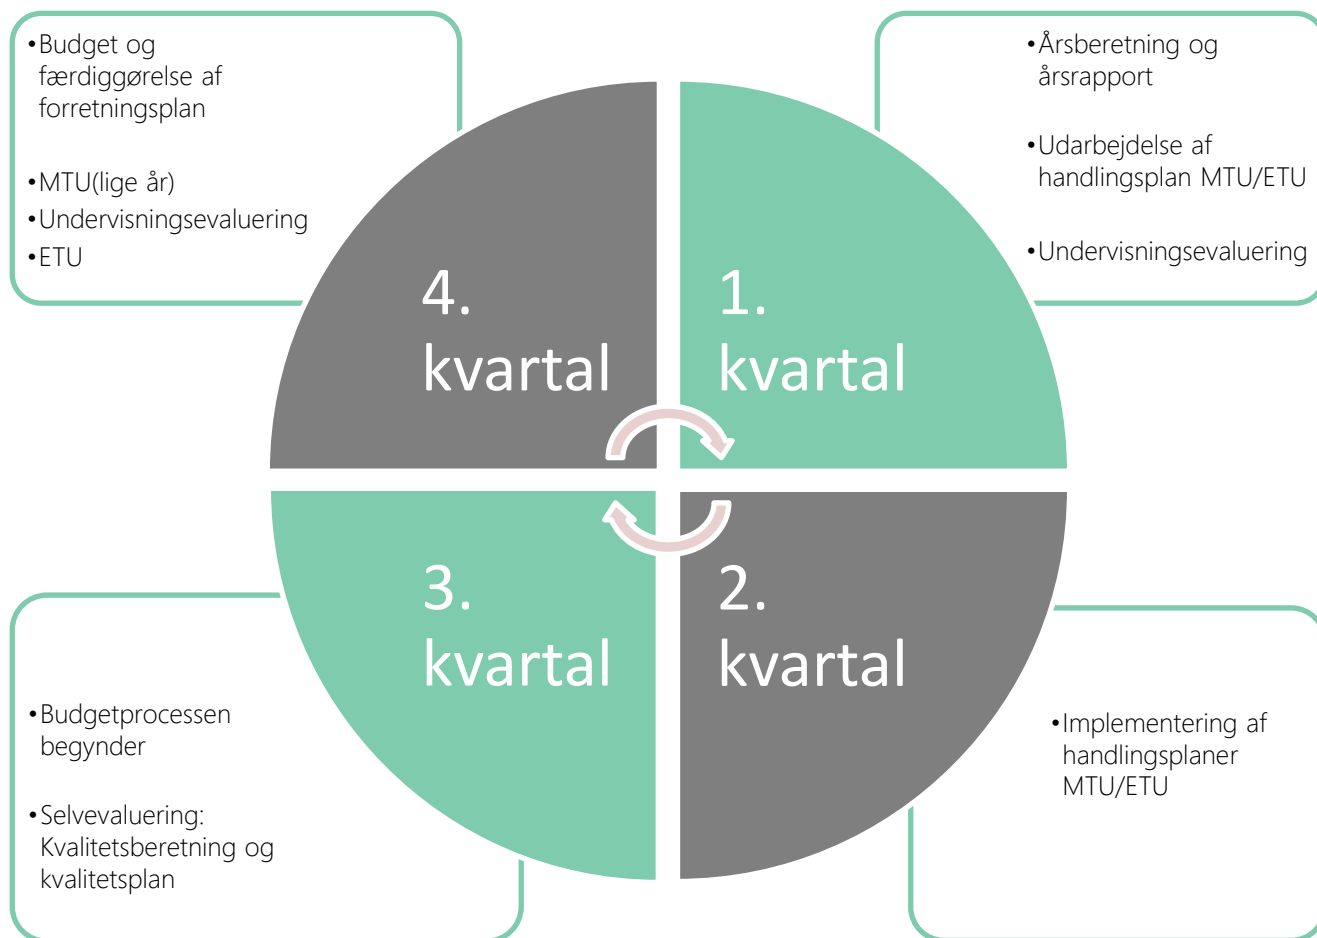 •Budget og
færdiggørelse af
forretningsplan
•MTU(lige år)
•Undervisningsevaluering
•ETU
•Årsberetning og
årsrapport
•Udarbejdelse af
handlingsplan MTU/ETU
•Undervisningsevaluering
4.
kvartal
1.
kvartal
3.
kvartal
2.
kvartal
•Budgetprocessen
begynder
•Selvevaluering:
Kvalitetsberetning og
kvalitetsplan
•Implementering af
handlingsplaner
MTU/ETU